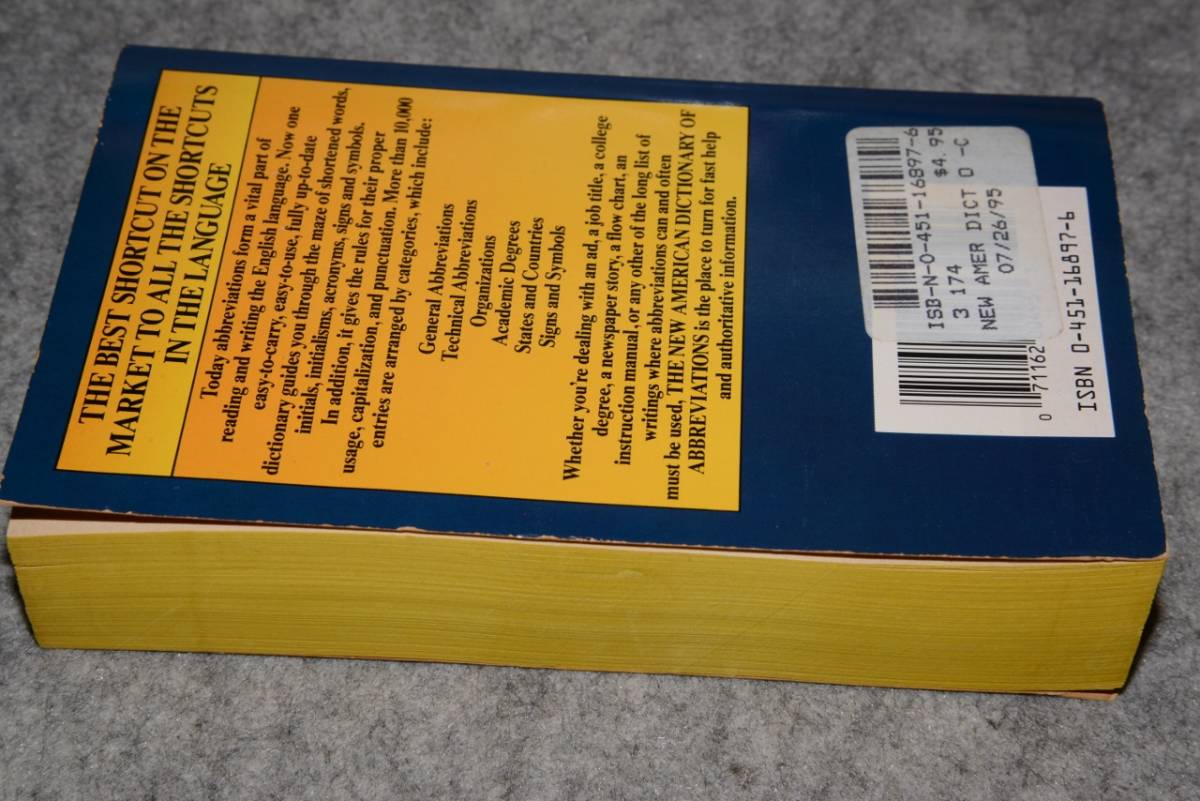 THE BEST SHORTCUT ON THE
MARKET TO ALL THE SHORTCUTS
IN THE LANGUAGE
Today abbreviations form a vital part of
reading and writing the English language. Now one
easy-to-carry, easy-to-use, fully up-to-date
dictionary guides you through the maze of shortened words,
initials, initialisms, acronyms, signs and symbols.
In addition, it gives the rules for their proper
usage, capitalization, and punctuation. More than 10,000
entries are arranged by categories, which include:
General Abbreviations
Technical Abbreviations
Organizations
Academic Degrees
States and Countries
Signs and Symbols
Whether you're dealing with an ad, a job title, a college
degree, a newspaper story, a flow chart, an
instruction manual, or any other of the long list of
writings where abbreviations can and often
must be used, THE NEW AMERICAN DICTIONARY OF
ABBREVIATIONS is the place to turn for fast help
and authoritative information.
ISBN-N-0-451-16897-6
3 174 $4.95
NEW AMER DICT O -C
07/26/95
0 71162
ISBN 0-451-16897-6